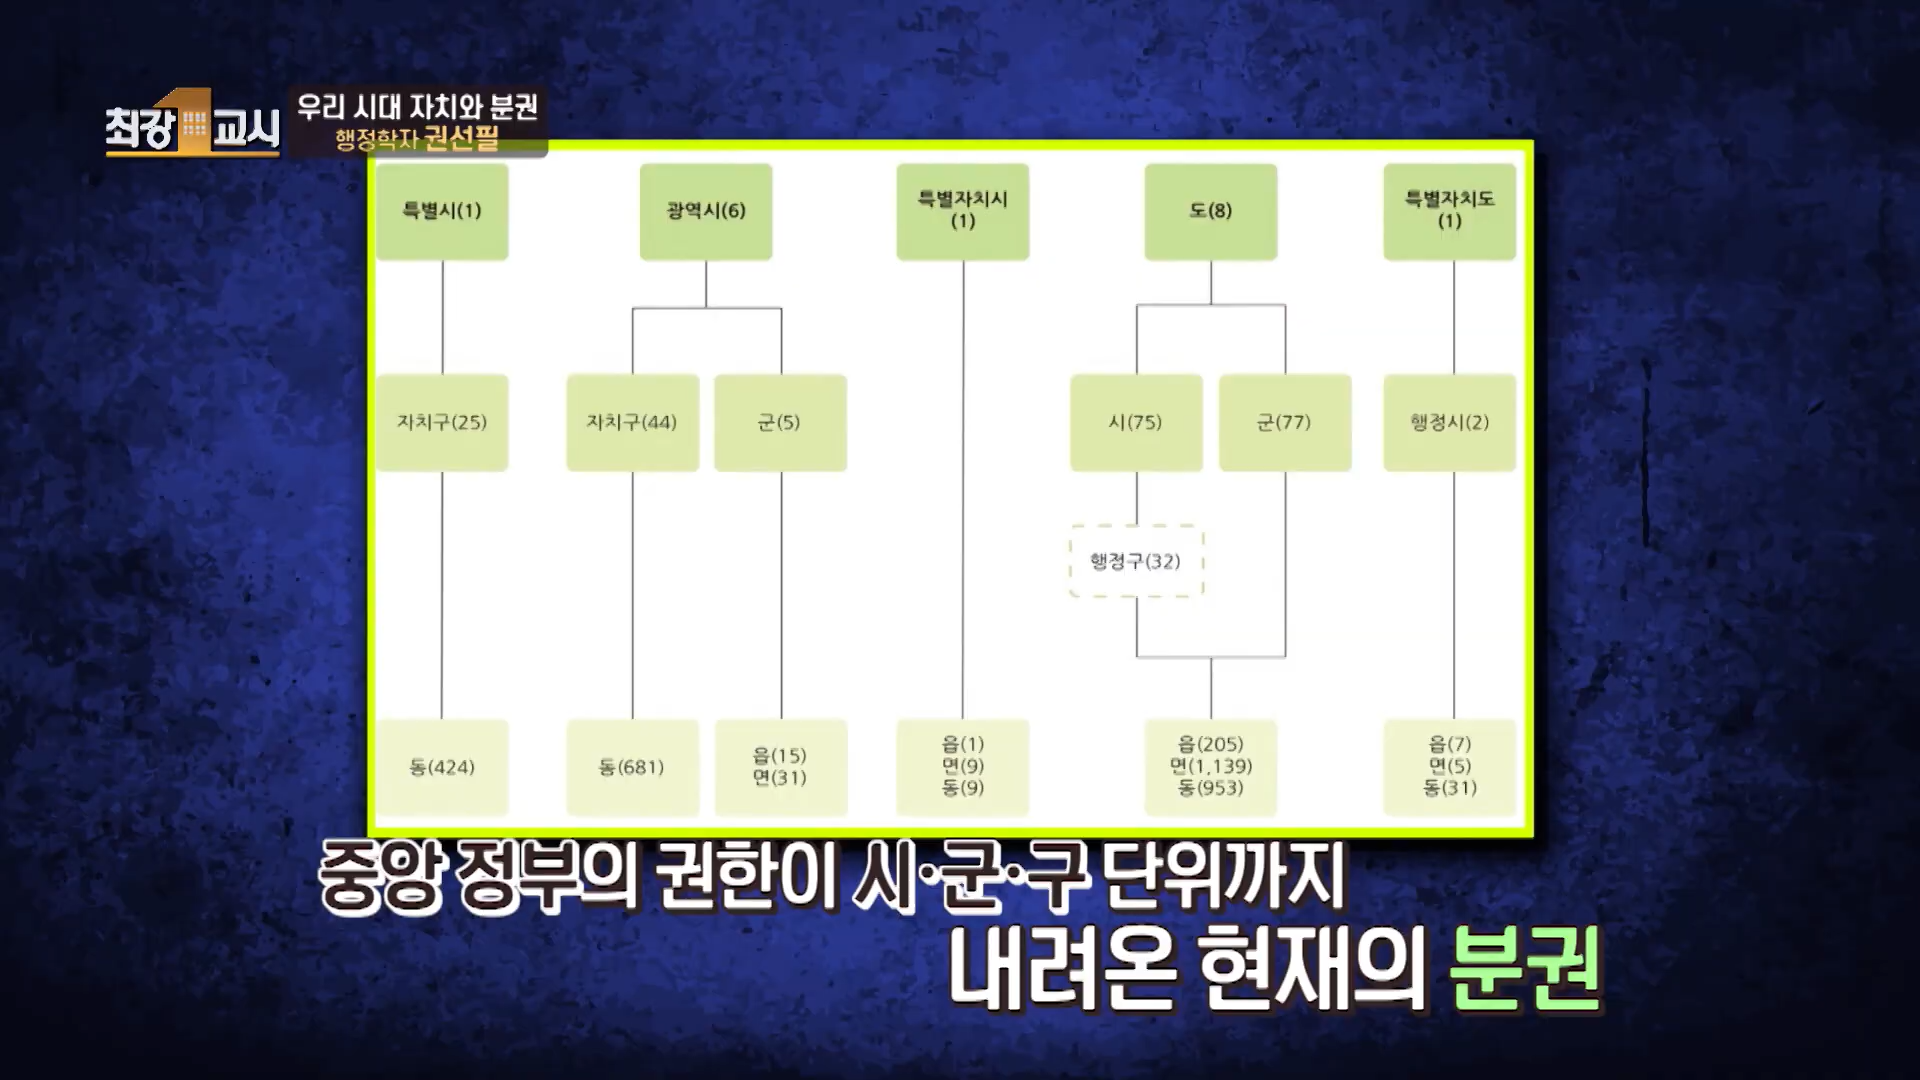 최강1교시
우리 시대 자치와 분권
행정학자 권선필
특별시(1)
광역시(6)
특별자치시
(1)
도(8)
특별자치도
(1)
자치구(25)
자치구(44)
군(5)
시(75)
군(77)
행정시(2)
행정구(32)
동(424)
동(681)
읍(15)
면(31)
읍(1)
면(9)
동(9)
읍(205)
면(1,139)
동(953)
읍(7)
면(5)
동(31)
중앙 정부의 권한이 시·군·구 단위까지
내려온 현재의 분권